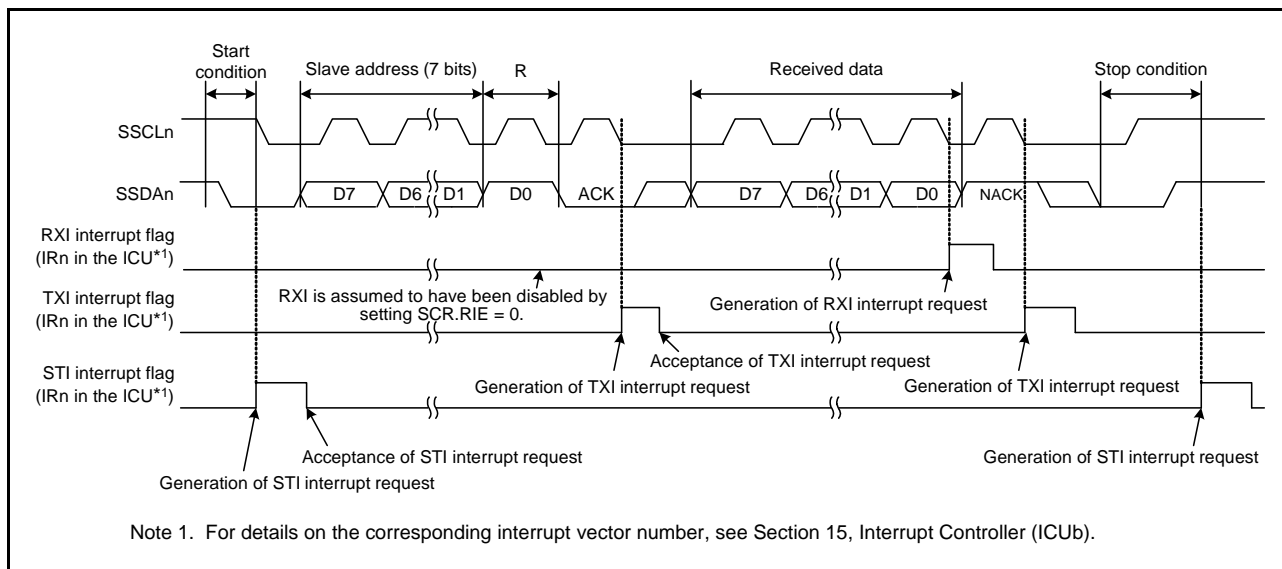 Start
condition
Slave address (7 bits)
R
Received data
Stop condition
SSCLn
SSDAn
D7
D6
D1
D0
ACK
D7
D6
D1
D0
NACK
RXI interrupt flag
(IRn in the ICU*1)
RXI is assumed to have been disabled by
setting SCR.RIE = 0.
Generation of RXI interrupt request
TXI interrupt flag
(IRn in the ICU*1)
Acceptance of TXI interrupt request
Generation of TXI interrupt request
Generation of TXI interrupt request
STI interrupt flag
(IRn in the ICU*1)
Acceptance of STI interrupt request
Generation of STI interrupt request
Generation of STI interrupt request
Note 1. For details on the corresponding interrupt vector number, see Section 15, Interrupt Controller (ICUb).